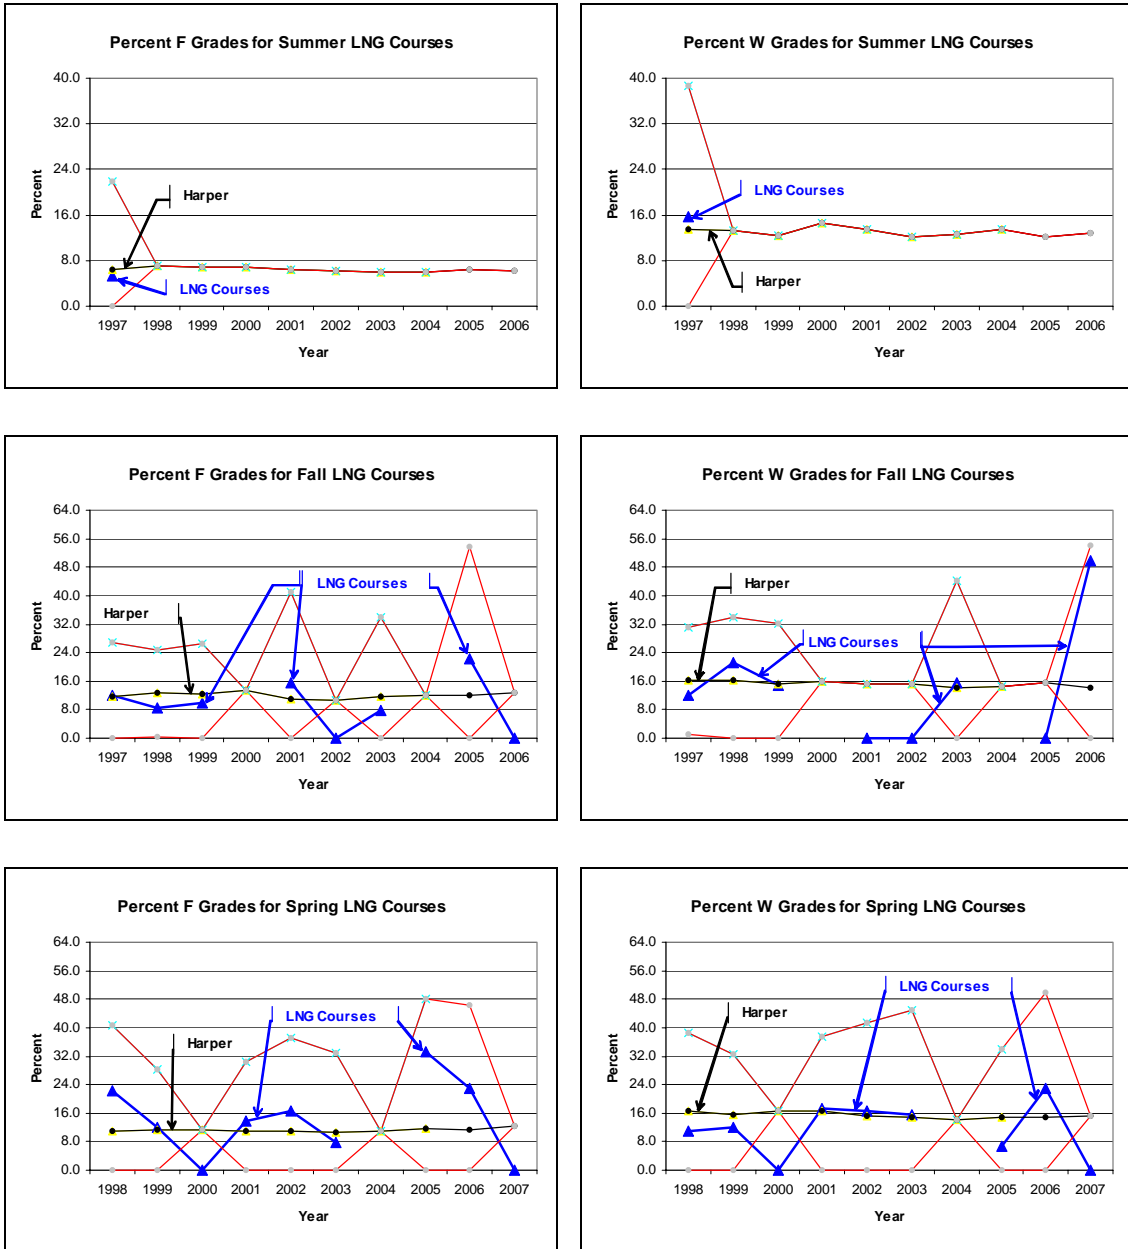 Percent F Grades for Summer LNG Courses
40.0
32.0
24.0
16.0
8.0
0.0
Percent
Harper
LNG Courses
1997 1998 1999 2000 2001 2002 2003 2004 2005 2006
Year
Percent W Grades for Summer LNG Courses
40.0
32.0
24.0
16.0
8.0
0.0
Percent
LNG Courses
Harper
1997 1998 1999 2000 2001 2002 2003 2004 2005 2006
Year
Percent F Grades for Fall LNG Courses
64.0
56.0
48.0
40.0
32.0
24.0
16.0
8.0
0.0
Percent
LNG Courses
Harper
1997 1998 1999 2000 2001 2002 2003 2004 2005 2006
Year
Percent W Grades for Fall LNG Courses
64.0
56.0
48.0
40.0
32.0
24.0
16.0
8.0
0.0
Percent
Harper
LNG Courses
1997 1998 1999 2000 2001 2002 2003 2004 2005 2006
Year
Percent F Grades for Spring LNG Courses
64.0
56.0
48.0
40.0
32.0
24.0
16.0
8.0
0.0
Percent
LNG Courses
Harper
1998 1999 2000 2001 2002 2003 2004 2005 2006 2007
Year
Percent W Grades for Spring LNG Courses
64.0
56.0
48.0
40.0
32.0
24.0
16.0
8.0
0.0
Percent
LNG Courses
Harper
1998 1999 2000 2001 2002 2003 2004 2005 2006 2007
Year